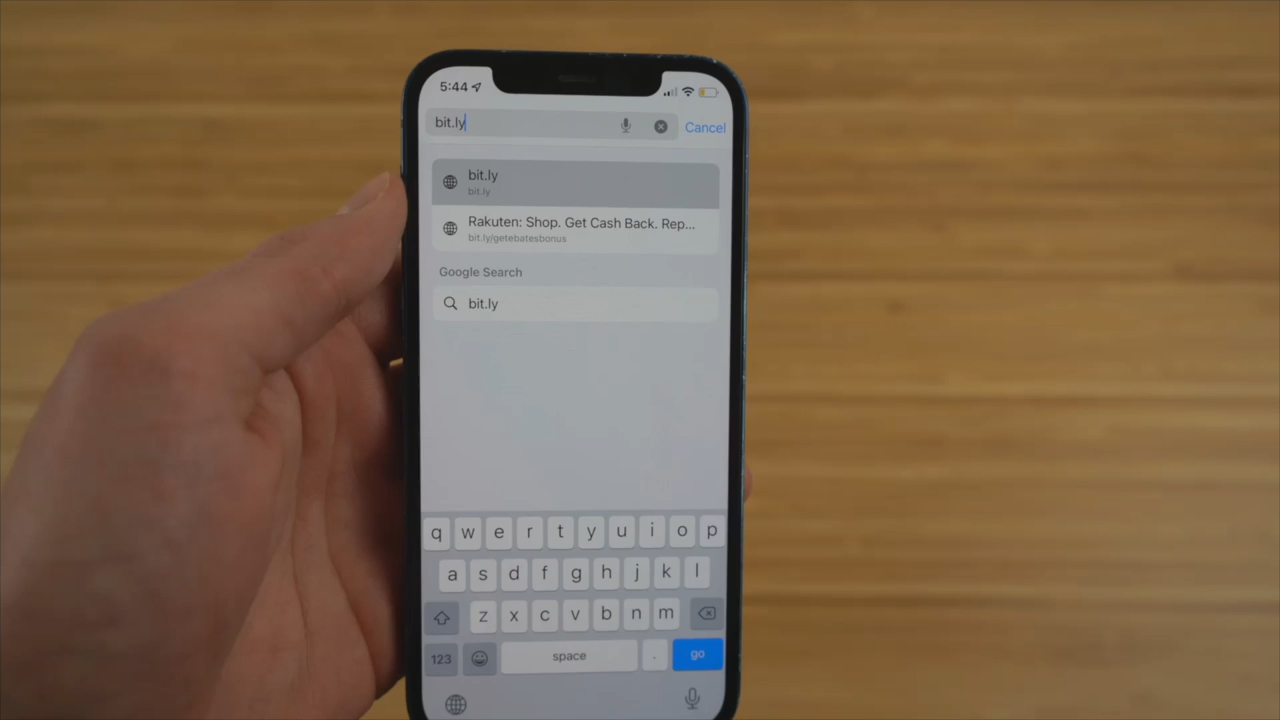 5:44
bit.ly
Cancel
bit.ly
bit.ly
Rakuten: Shop. Get Cash Back. Rep...
bit.ly/getebatesbonus
Google Search
bit.ly
q w e r t y u i o p
a s d f g h j k l
z x c v b n m
123 space . go